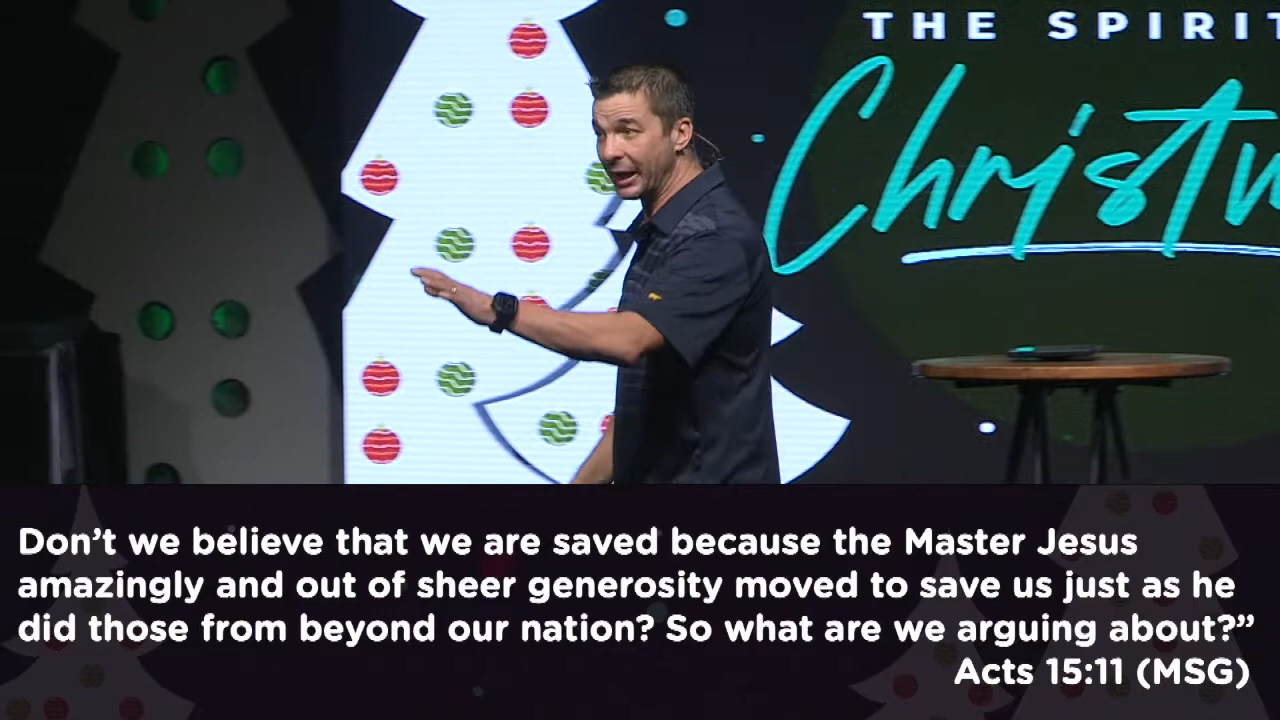 THE SPIRIT
Christm
Don’t we believe that we are saved because the Master Jesus
amazingly and out of sheer generosity moved to save us just as he
did those from beyond our nation? So what are we arguing about?”
Acts 15:11 (MSG)